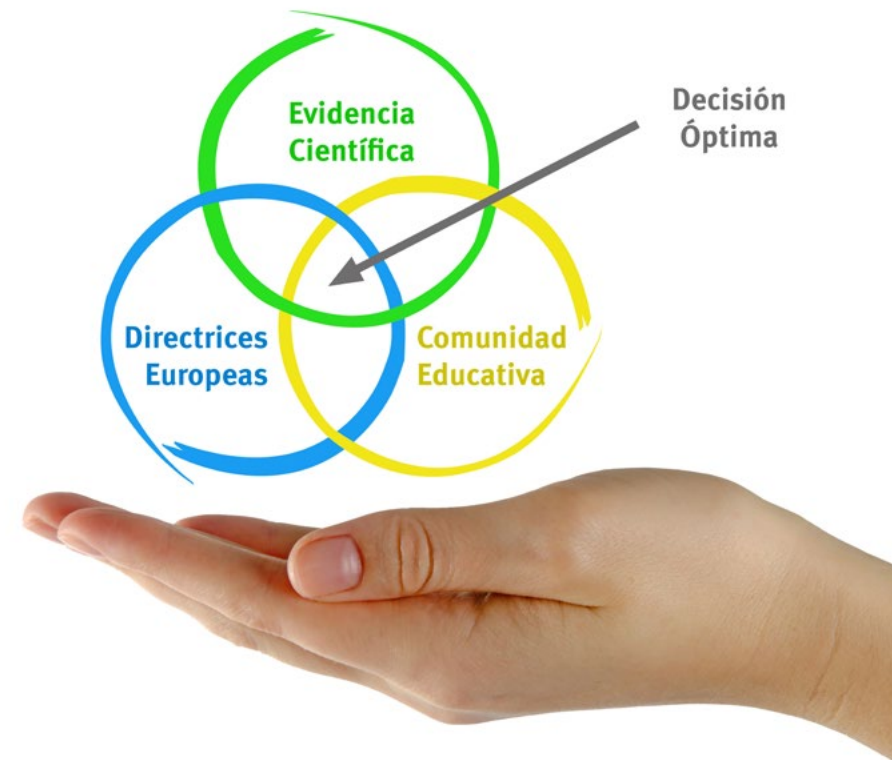 Evidencia
Científica
Decisión
Óptima
Directrices
Europeas
Comunidad
Educativa